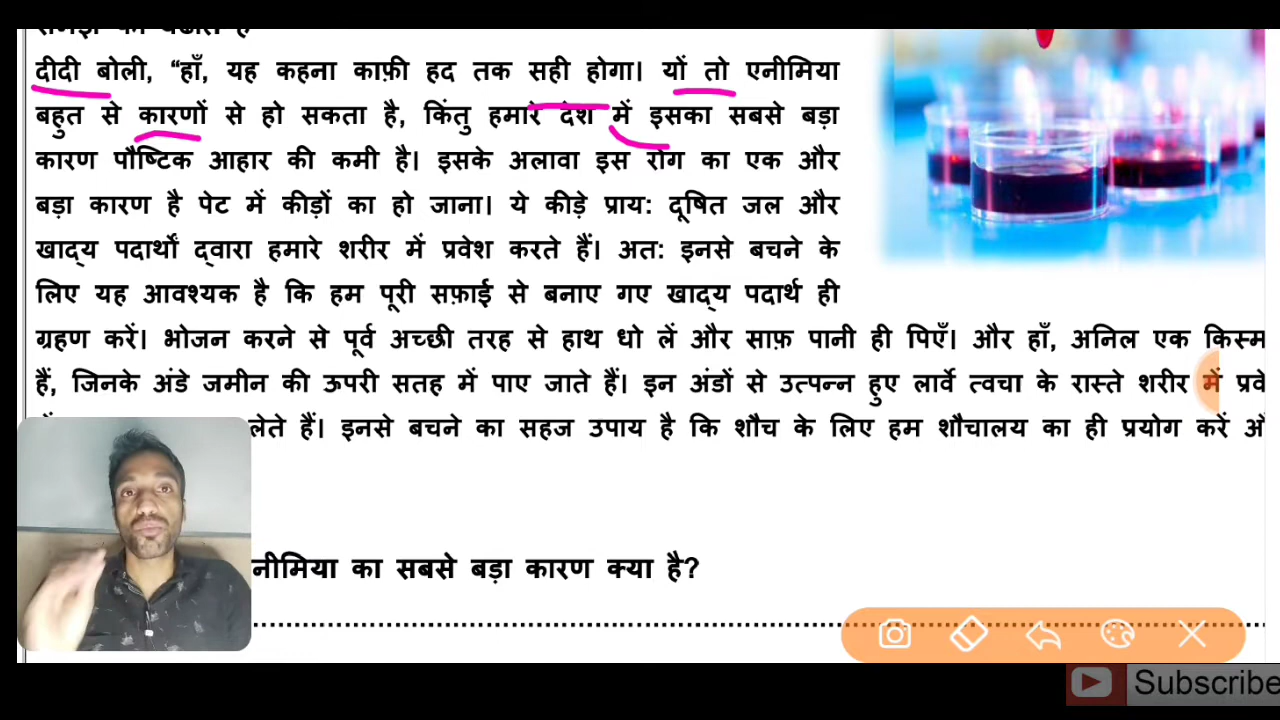 दीदी बोली, “हाँ, यह कहना काफ़ी हद तक सही होगा। यों तो एनीमिया
बहुत से कारणों से हो सकता है, किंतु हमारे देश में इसका सबसे बड़ा
कारण पौष्टिक आहार की कमी है। इसके अलावा इस रोग का एक और
बड़ा कारण है पेट में कीड़ों का हो जाना। ये कीड़े प्राय: दूषित जल और
खाद्य पदार्थों द्वारा हमारे शरीर में प्रवेश करते हैं। अत: इनसे बचने के
लिए यह आवश्यक है कि हम पूरी सफ़ाई से बनाए गए खाद्य पदार्थ ही
ग्रहण करें। भोजन करने से पूर्व अच्छी तरह से हाथ धो लें और साफ़ पानी ही पिएँ। और हाँ, अनिल एक किस्म
हैं, जिनके अंडे जमीन की ऊपरी सतह में पाए जाते हैं। इन अंडों से उत्पन्न हुए लार्वे त्वचा के रास्ते शरीर में प्रवे
लेते हैं। इनसे बचने का सहज उपाय है कि शौच के लिए हम शौचालय का ही प्रयोग करें औ
नीमिया का सबसे बड़ा कारण क्या है?
Subscribe